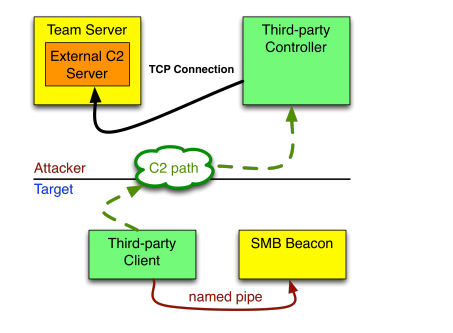 Team Server
External C2
Server
TCP Connection
Third-party
Controller
C2 path
Attacker
Target
Third-party
Client
SMB Beacon
named pipe